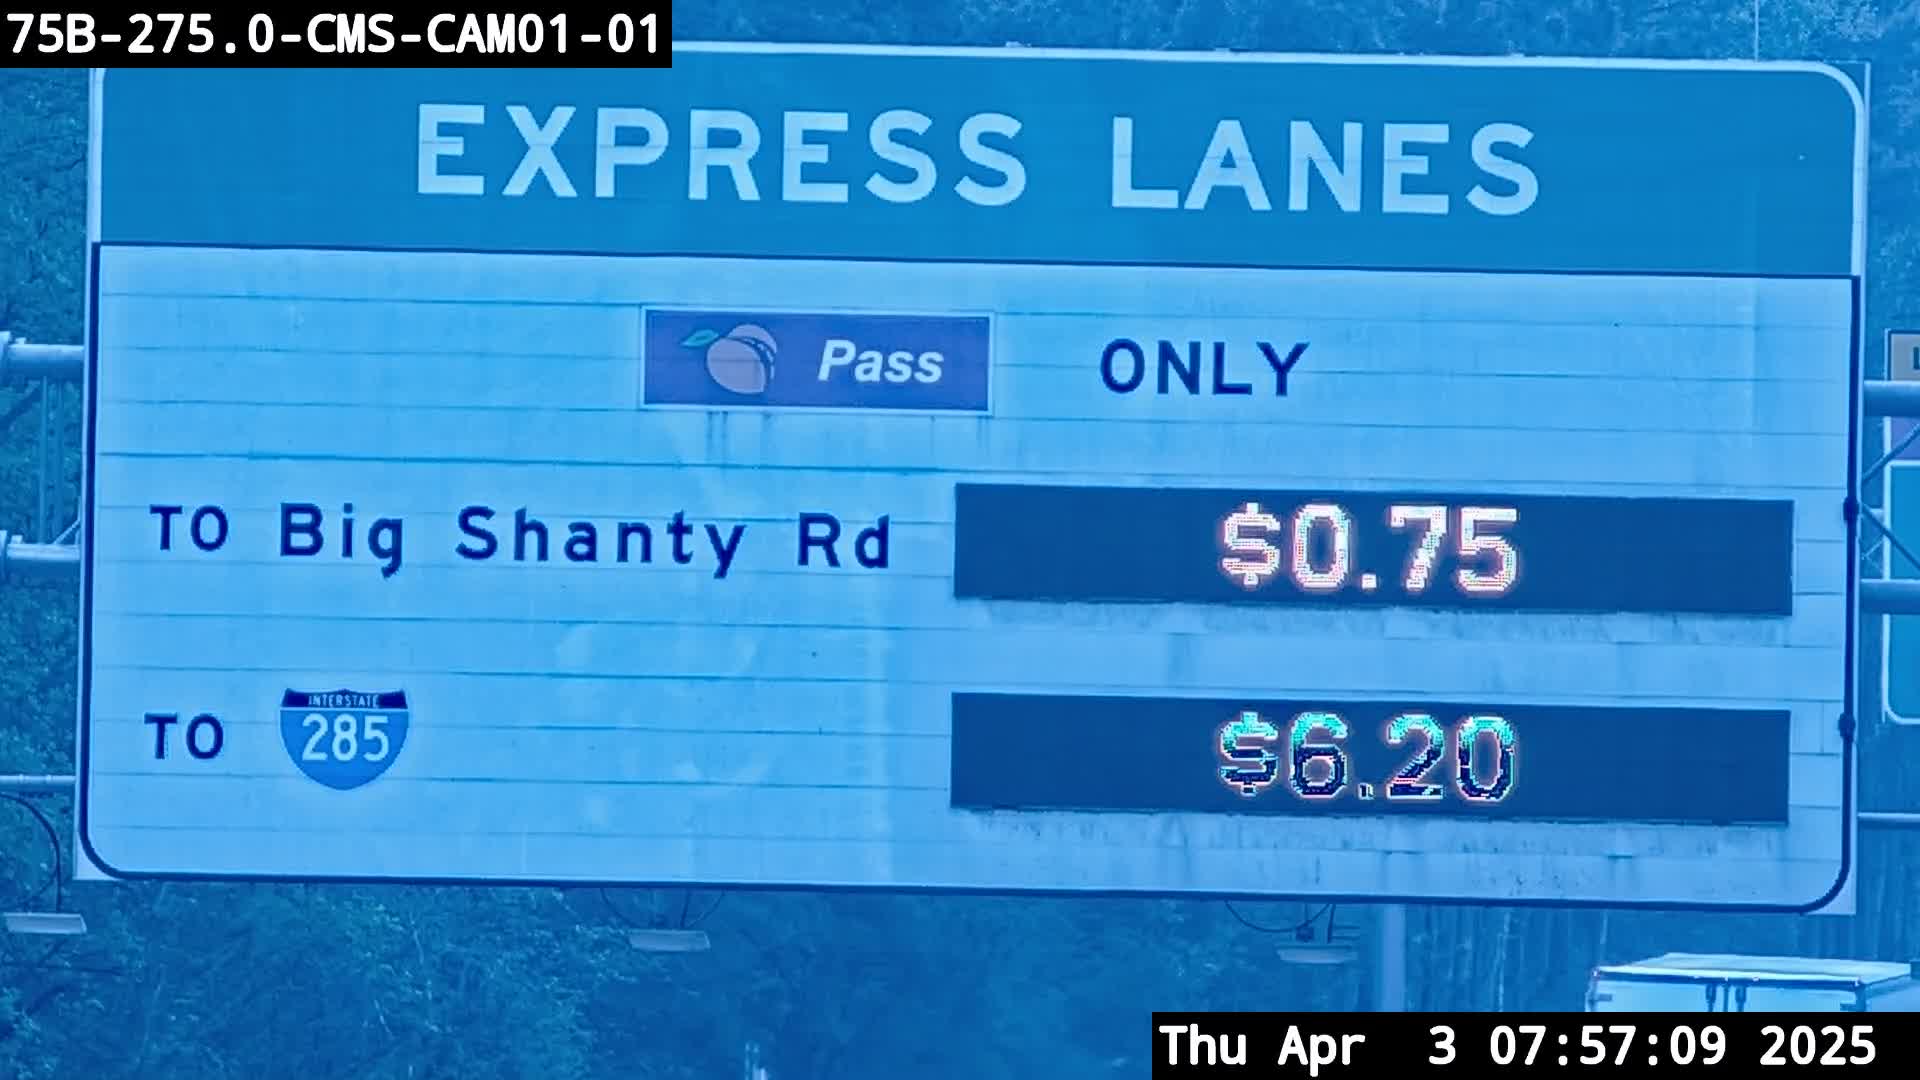 75B-275.0-CMS-CAM01-01
EXPRESS LANES
Pass ONLY
TO Big Shanty Rd $0.75
INTERSTATE
TO 285 $6.20
Thu Apr 3 07:57:09 2025